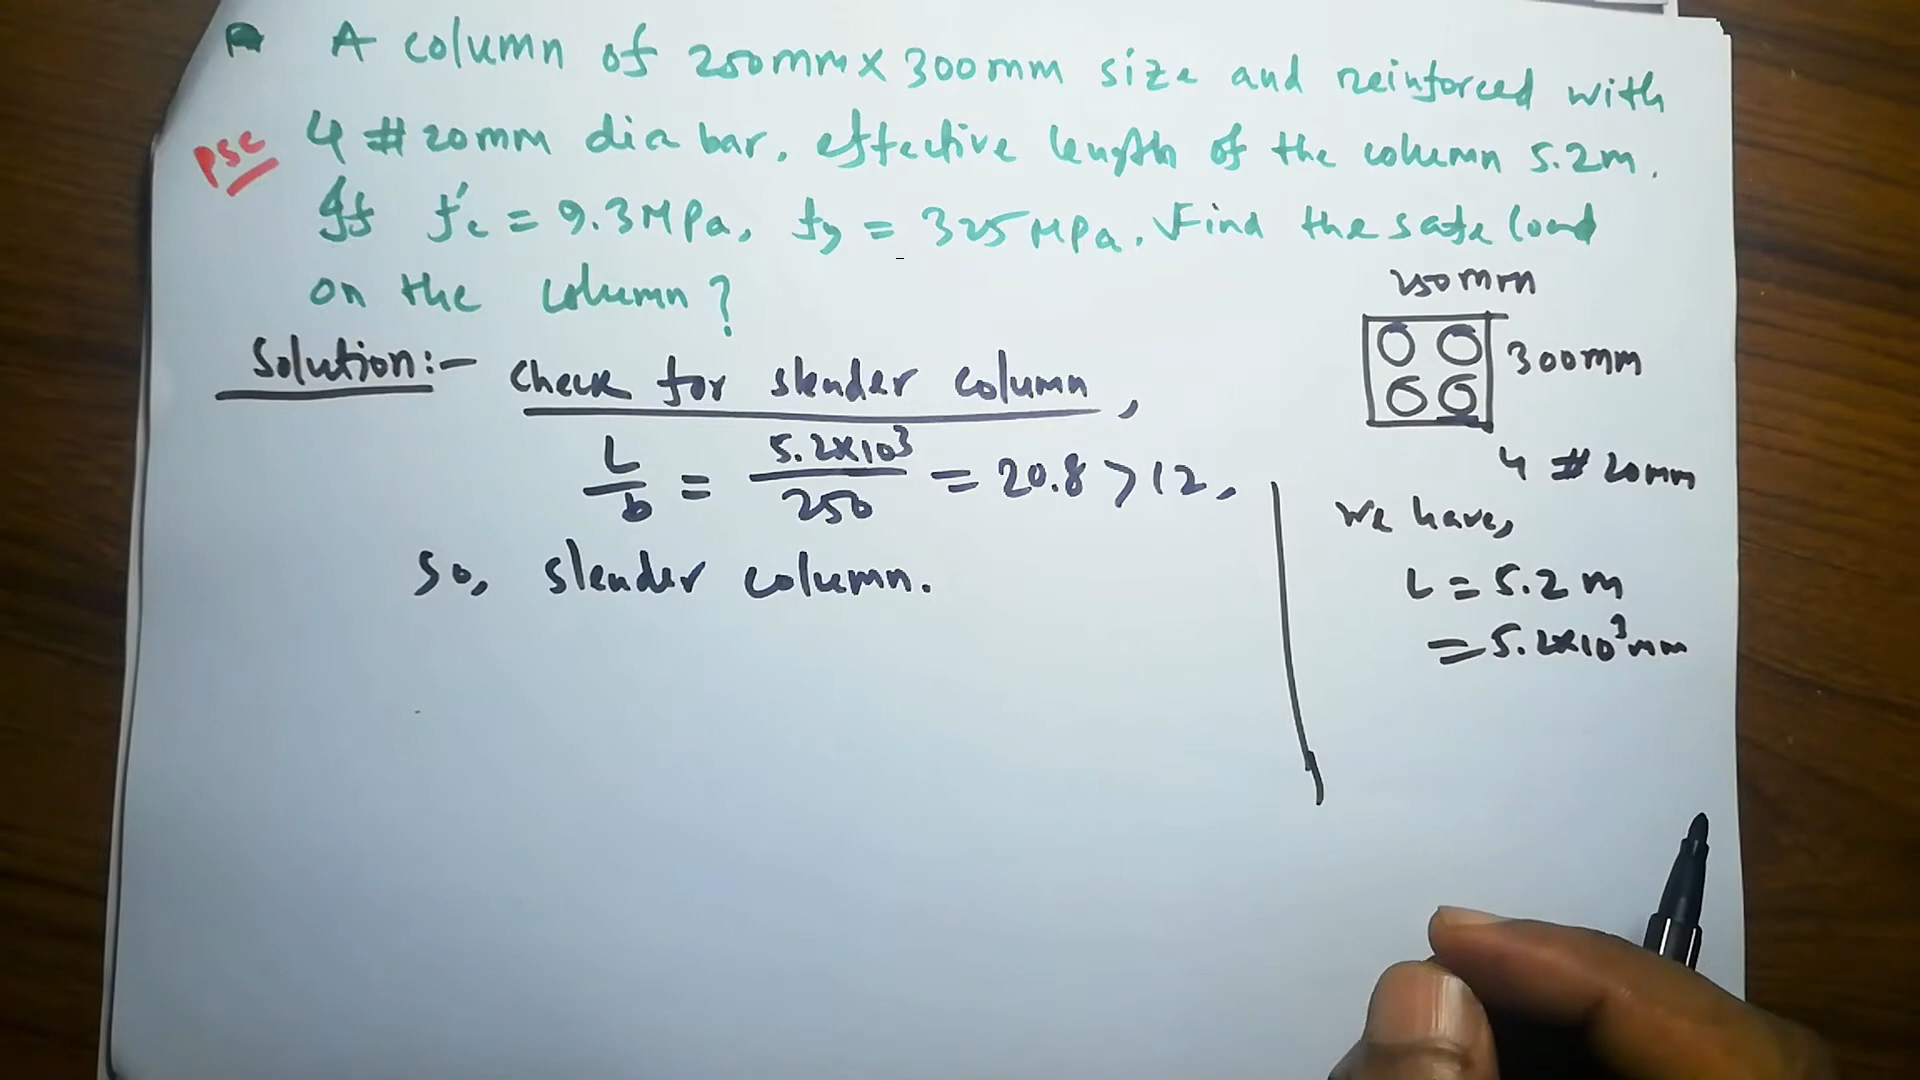 A column of 250mm x 300mm size and reinforced with
PSC
4 # 20mm dia bar. effective length of the column 5.2m.
If f'c = 9.3MPa, fy = 325MPa. Find the safe load
on the column?
250mm
300mm
4 # 20mm
Solution:- Check for slender column,
L/b = 5.2x10³/250 = 20.8 > 12,
So, slender column.
we have,
L = 5.2 m
= 5.2x10³mm